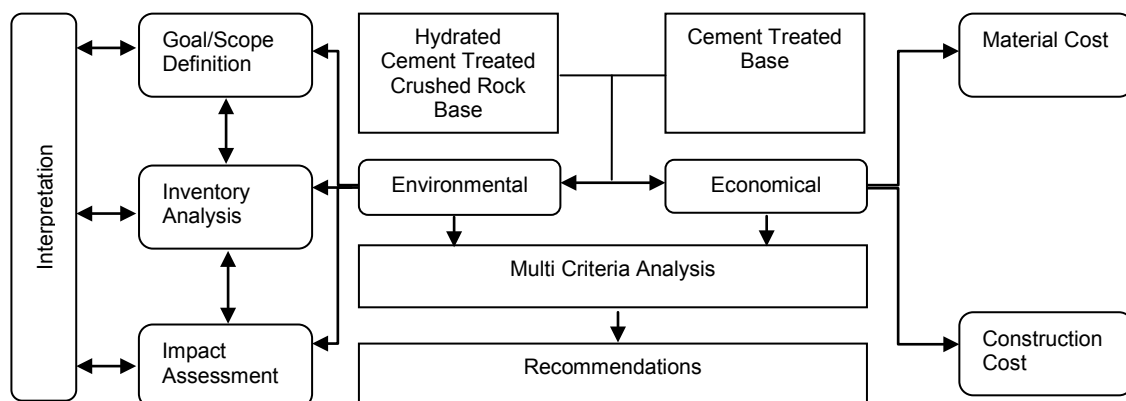 Interpretation
Goal/Scope
Definition
Inventory
Analysis
Impact
Assessment
Hydrated
Cement Treated
Crushed Rock
Base
Cement Treated
Base
Environmental
Economical
Multi Criteria Analysis
Recommendations
Material Cost
Construction
Cost